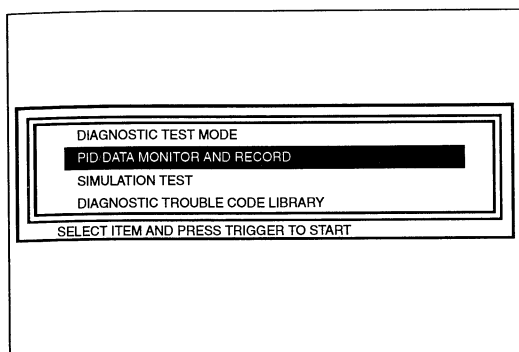 DIAGNOSTIC TEST MODE
PID DATA MONITOR AND RECORD
SIMULATION TEST
DIAGNOSTIC TROUBLE CODE LIBRARY
SELECT ITEM AND PRESS TRIGGER TO START